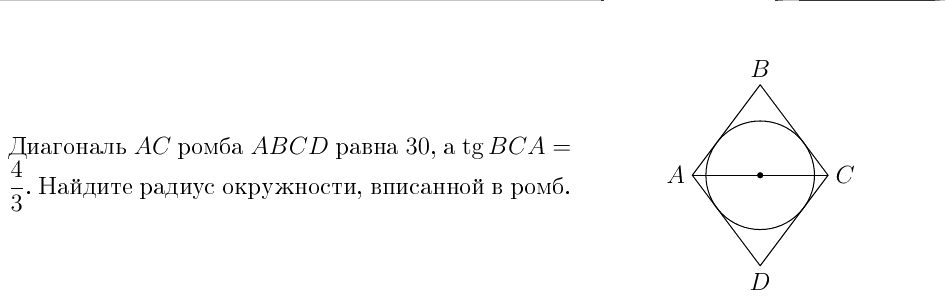 B
Диагональ AC ромба ABCD равна 30, а tg BCA =
4/3. Найдите радиус окружности, вписанной в ромб.
A C
D